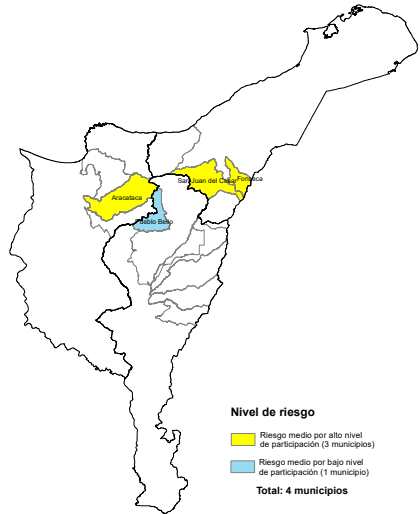 San Juan del Cesar
Fonseca
Aracataca
Pueblo Bello
Nivel de riesgo
Riesgo medio por alto nivel
de participación (3 municipios)
Riesgo medio por bajo nivel
de participación (1 municipio)
Total: 4 municipios